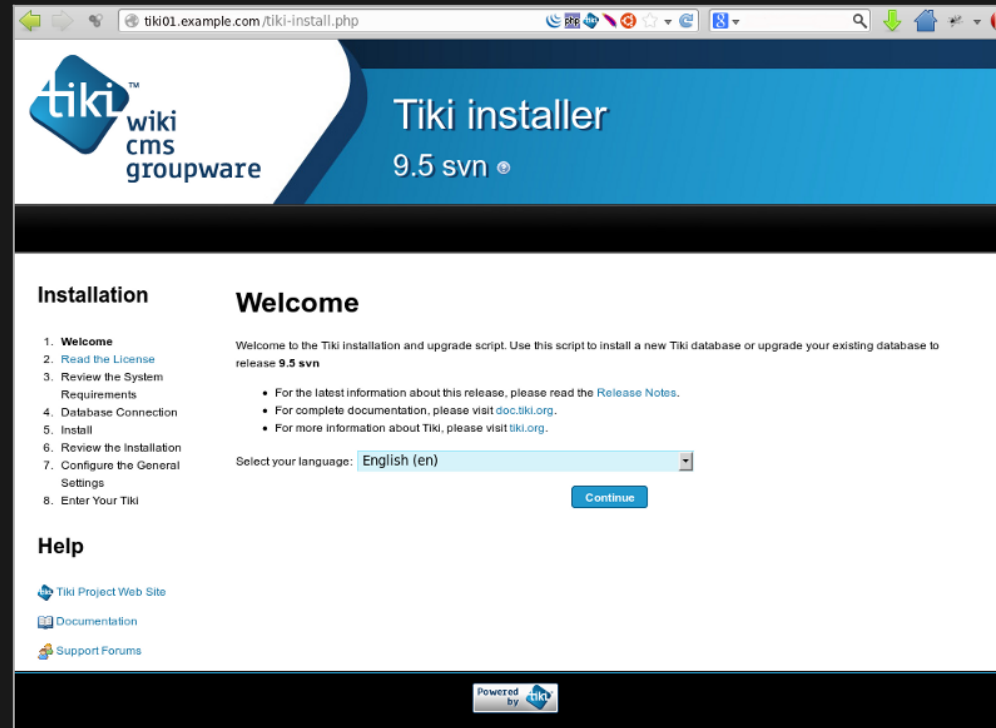 tiki01.example.com/tiki-install.php
tiki™
wiki
cms
groupware
Tiki installer
9.5 svn
Installation
1. Welcome
2. Read the License
3. Review the System
Requirements
4. Database Connection
5. Install
6. Review the Installation
7. Configure the General
Settings
8. Enter Your Tiki
Help
Tiki Project Web Site
Documentation
Support Forums
Welcome
Welcome to the Tiki installation and upgrade script. Use this script to install a new Tiki database or upgrade your existing database to
release 9.5 svn
• For the latest information about this release, please read the Release Notes.
• For complete documentation, please visit doc.tiki.org.
• For more information about Tiki, please visit tiki.org.
Select your language: English (en)
Continue
Powered
by tiki